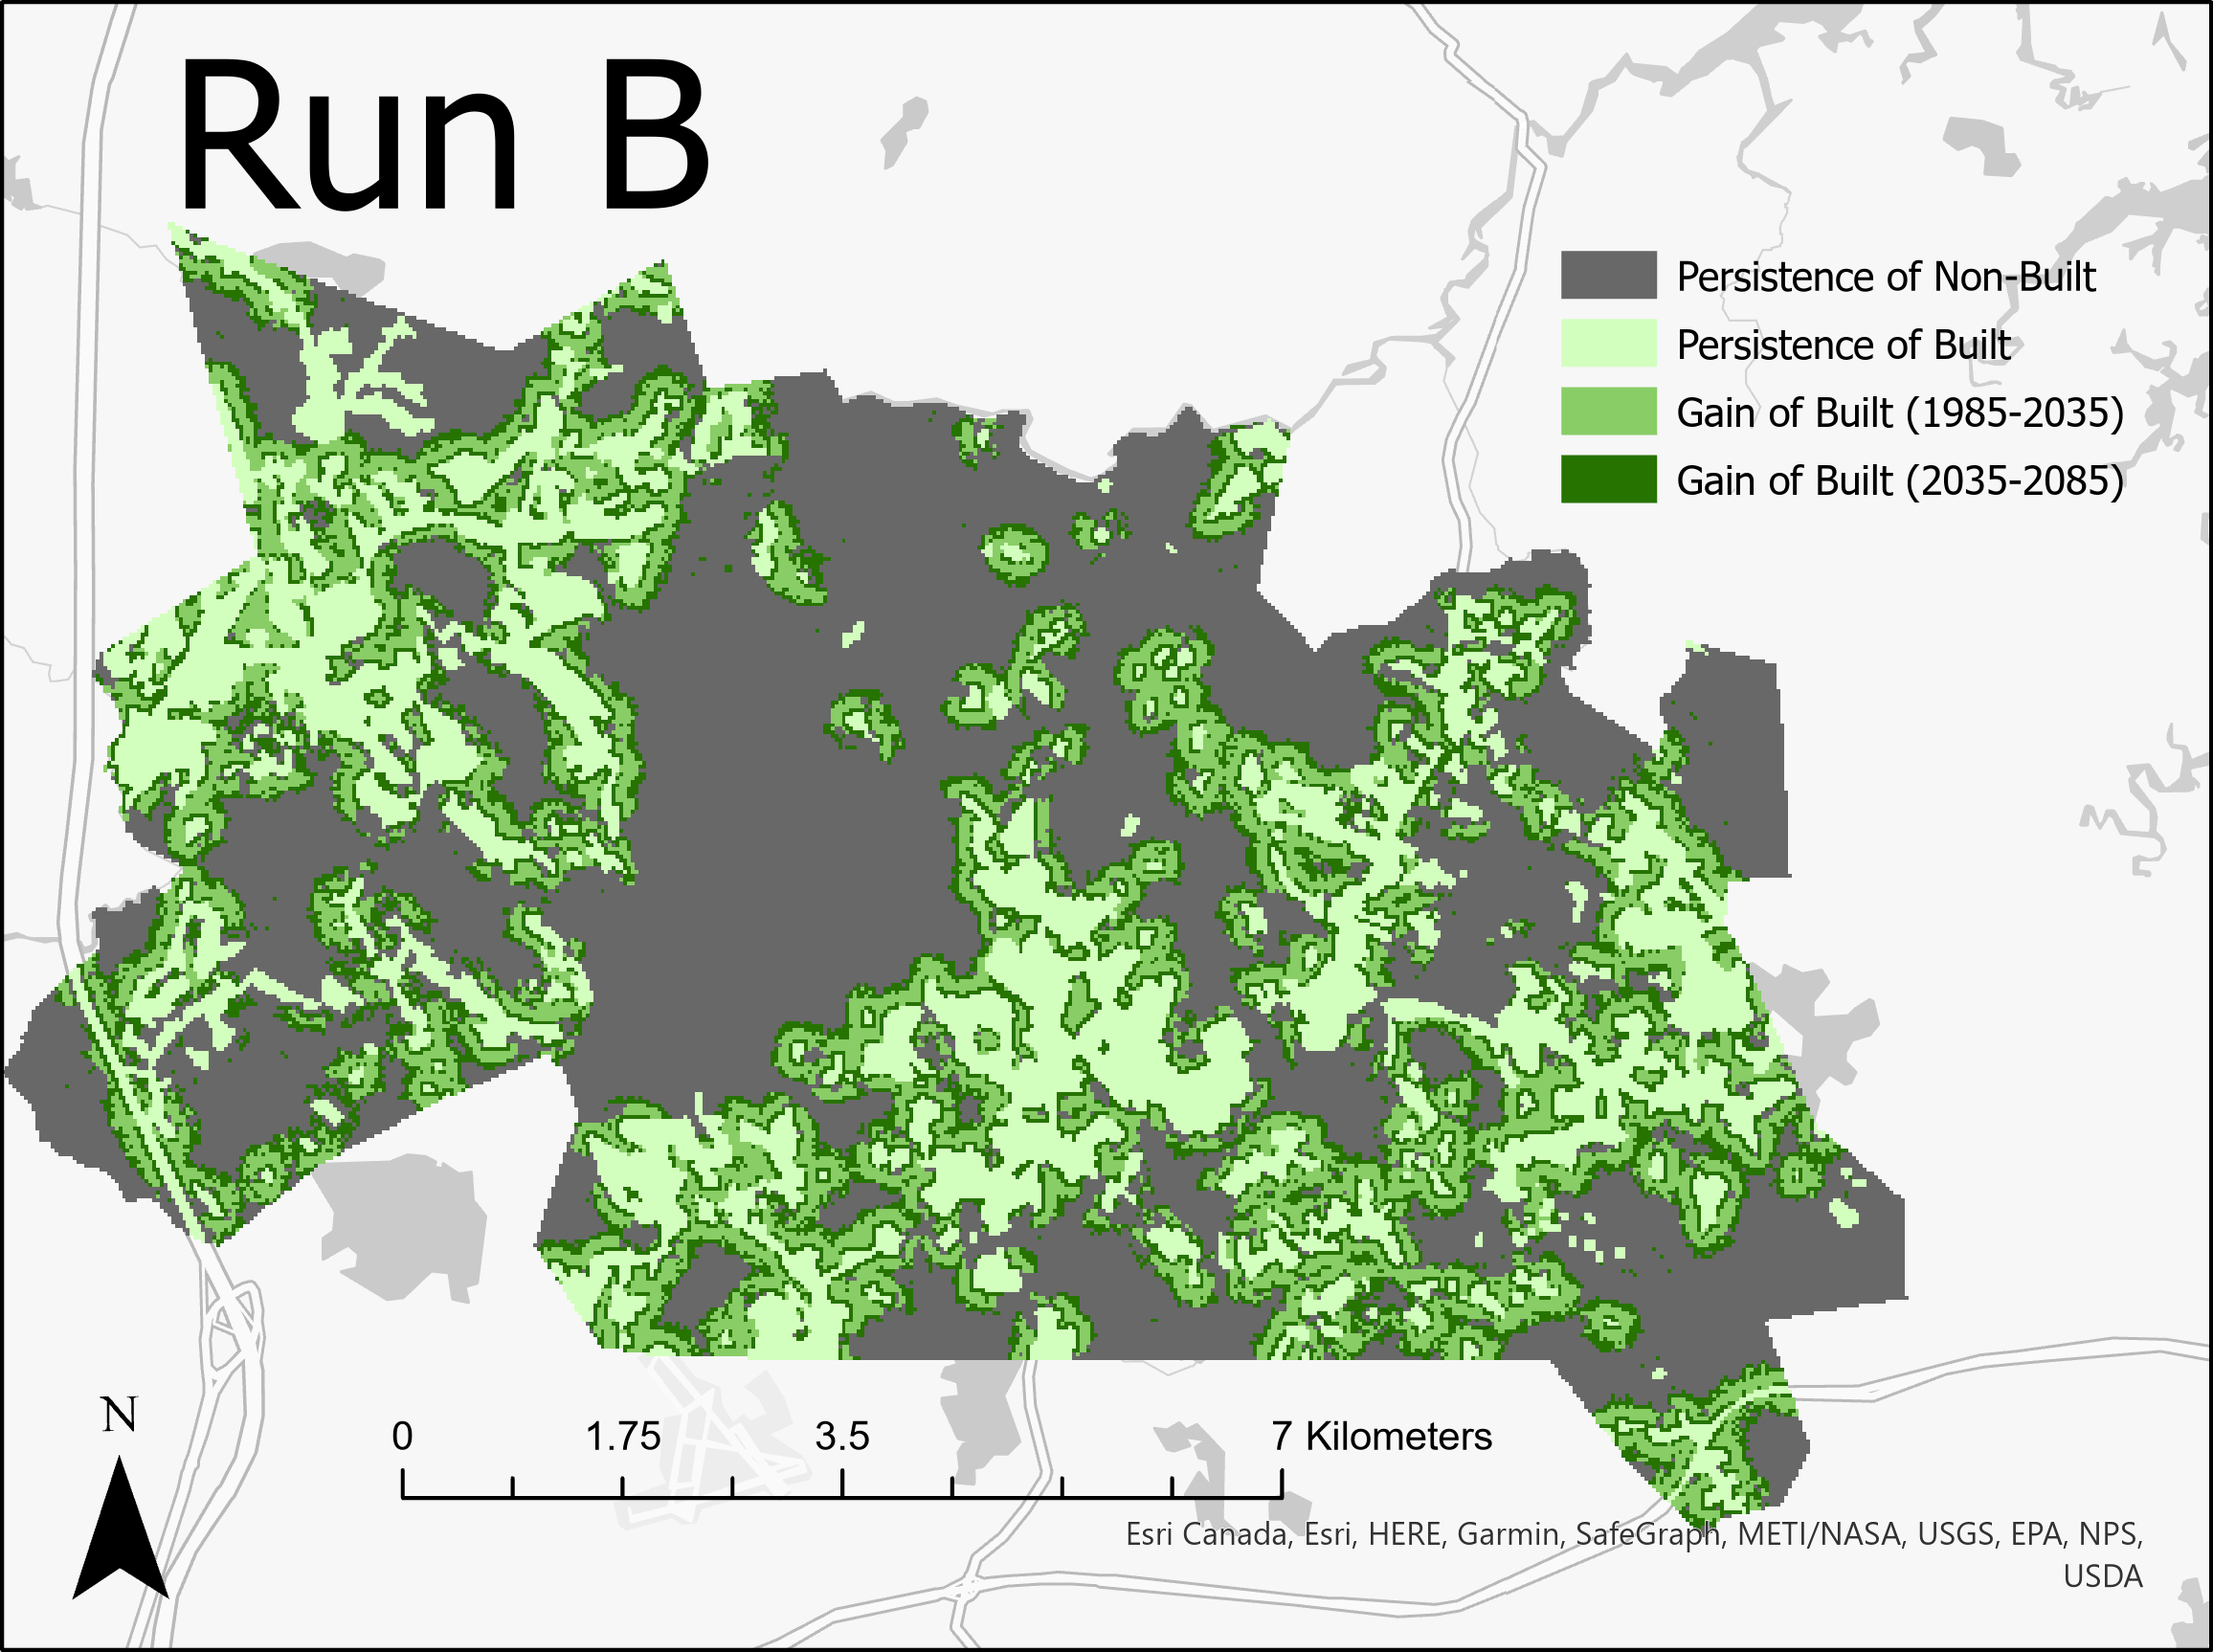 Run B
Persistence of Non-Built
Persistence of Built
Gain of Built (1985-2035)
Gain of Built (2035-2085)
N
0 1.75 3.5 7 Kilometers
Esri Canada, Esri, HERE, Garmin, SafeGraph, METI/NASA, USGS, EPA, NPS,
USDA